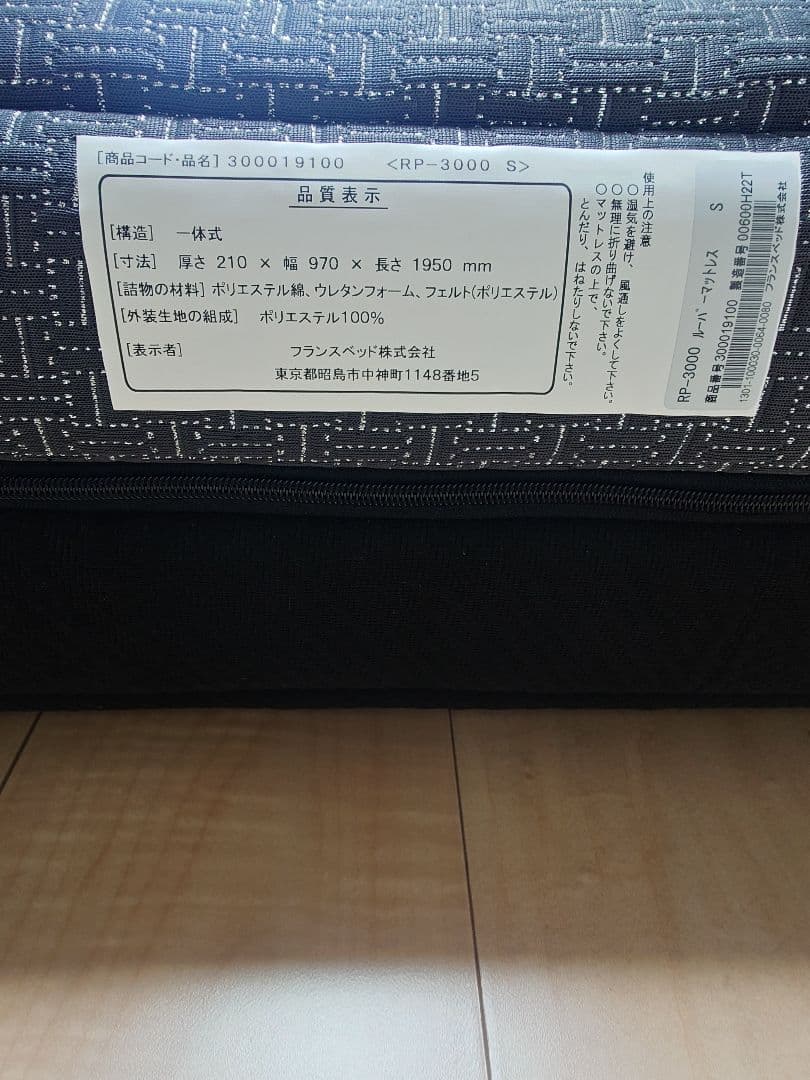 [商品コード・品名] 300019100 <RP-3000 S>
品質表示
[構造] 一体式
[寸法] 厚さ 210 × 幅 970 × 長さ 1950 mm
[詰物の材料] ポリエステル綿、ウレタンフォーム、フェルト(ポリエステル)
[外装生地の組成] ポリエステル100%
[表示者] フランスベッド株式会社
東京都昭島市中神町1148番地5
使用上の注意
○湿気を避け、風通しをよくして下さい。
○無理に折り曲げないで下さい。
○マットレスの上で、
とんだり、はねたりしないで下さい。
RP-3000 ルーパーマットレス S
商品番号 300019100 製造番号 00600H22T
1301-100030-0064-0080 フランスベッド株式会社